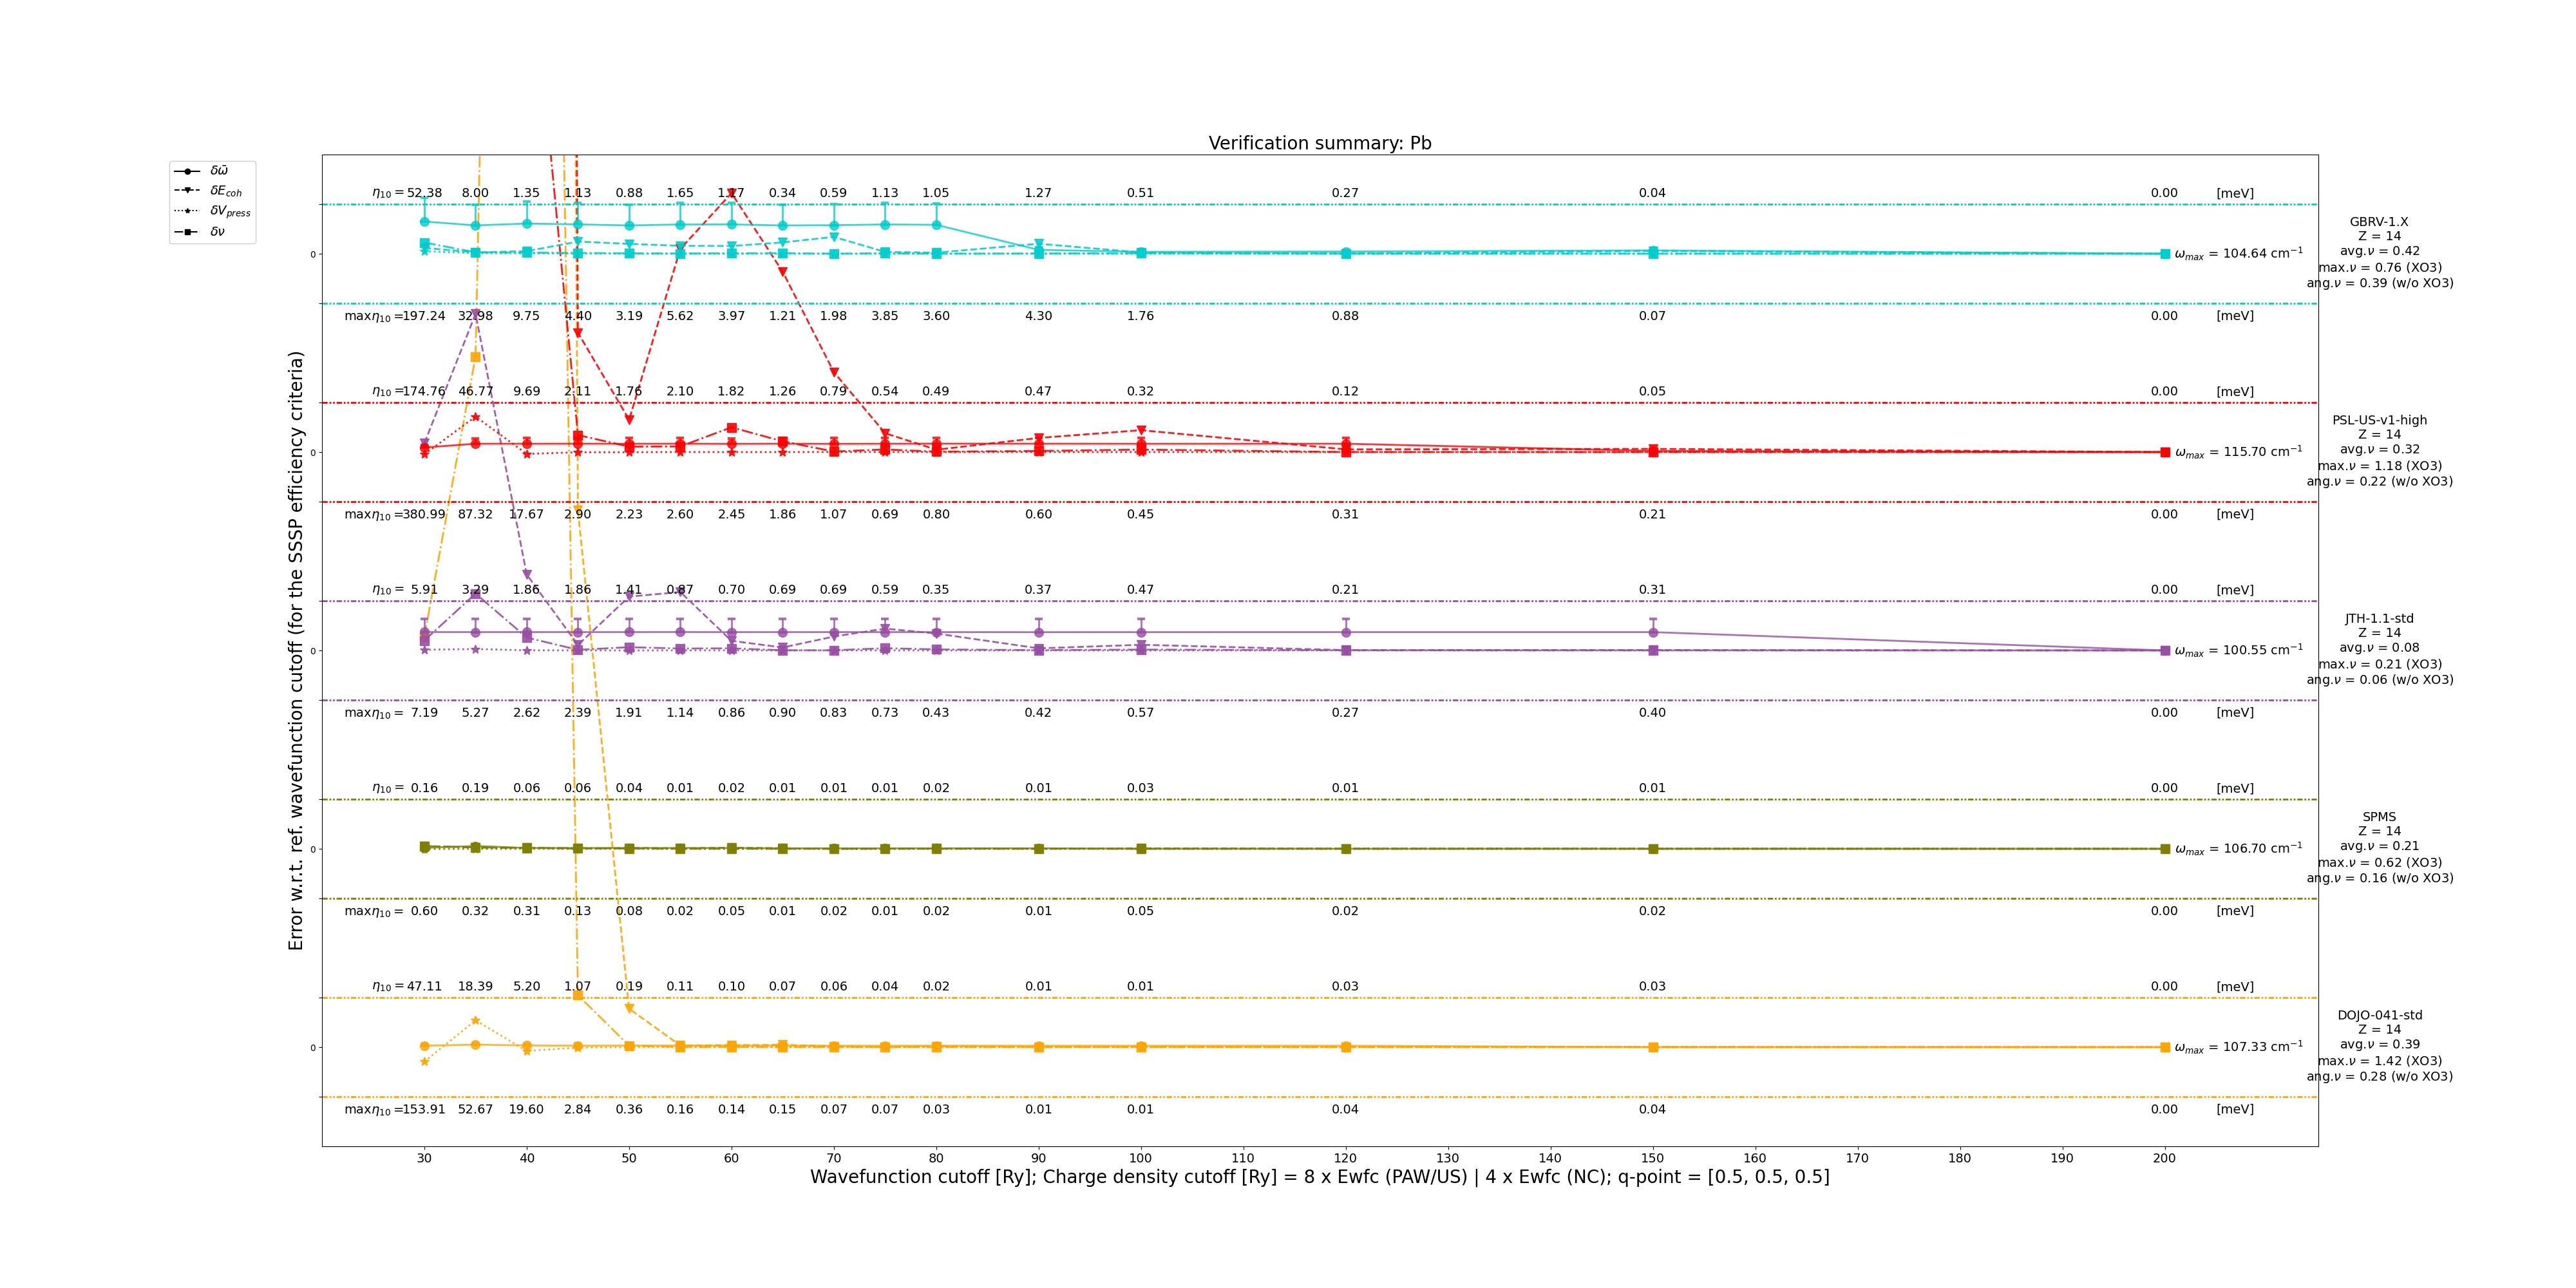 Verification summary: Pb
δω̄
δE_coh
δV_press
δν
Error w.r.t. ref. wavefunction cutoff (for the SSSP efficiency criteria)
η₁₀ = 52.38 8.00 1.35 1.13 0.88 1.65 1.17 0.34 0.59 1.13 1.05 1.27 0.51 0.27 0.04 0.00 [meV]
0
ω_max = 104.64 cm⁻¹
maxη₁₀ =197.24 32.98 9.75 4.40 3.19 5.62 3.97 1.21 1.98 3.85 3.60 4.30 1.76 0.88 0.07 0.00 [meV]
GBRV-1.X
Z = 14
avg.ν = 0.42
max.ν = 0.76 (XO3)
ang.ν = 0.39 (w/o XO3)
η₁₀ =174.76 46.77 9.69 2.11 1.76 2.10 1.82 1.26 0.79 0.54 0.49 0.47 0.32 0.12 0.05 0.00 [meV]
0
ω_max = 115.70 cm⁻¹
maxη₁₀ =380.99 87.32 17.67 2.90 2.23 2.60 2.45 1.86 1.07 0.69 0.80 0.60 0.45 0.31 0.21 0.00 [meV]
PSL-US-v1-high
Z = 14
avg.ν = 0.32
max.ν = 1.18 (XO3)
ang.ν = 0.22 (w/o XO3)
η₁₀ = 5.91 3.29 1.86 1.86 1.41 0.87 0.70 0.69 0.69 0.59 0.35 0.37 0.47 0.21 0.31 0.00 [meV]
0
ω_max = 100.55 cm⁻¹
maxη₁₀ = 7.19 5.27 2.62 2.39 1.91 1.14 0.86 0.90 0.83 0.73 0.43 0.42 0.57 0.27 0.40 0.00 [meV]
JTH-1.1-std
Z = 14
avg.ν = 0.08
max.ν = 0.21 (XO3)
ang.ν = 0.06 (w/o XO3)
η₁₀ = 0.16 0.19 0.06 0.06 0.04 0.01 0.02 0.01 0.01 0.01 0.02 0.01 0.03 0.01 0.01 0.00 [meV]
0
ω_max = 106.70 cm⁻¹
maxη₁₀ = 0.60 0.32 0.31 0.13 0.08 0.02 0.05 0.01 0.02 0.01 0.02 0.01 0.05 0.02 0.02 0.00 [meV]
SPMS
Z = 14
avg.ν = 0.21
max.ν = 0.62 (XO3)
ang.ν = 0.16 (w/o XO3)
η₁₀ = 47.11 18.39 5.20 1.07 0.19 0.11 0.10 0.07 0.06 0.04 0.02 0.01 0.01 0.03 0.03 0.00 [meV]
0
ω_max = 107.33 cm⁻¹
maxη₁₀ =153.91 52.67 19.60 2.84 0.36 0.16 0.14 0.15 0.07 0.07 0.03 0.01 0.01 0.04 0.04 0.00 [meV]
DOJO-041-std
Z = 14
avg.ν = 0.39
max.ν = 1.42 (XO3)
ang.ν = 0.28 (w/o XO3)
30 40 50 60 70 80 90 100 110 120 130 140 150 160 170 180 190 200
Wavefunction cutoff [Ry]; Charge density cutoff [Ry] = 8 x Ewfc (PAW/US) | 4 x Ewfc (NC); q-point = [0.5, 0.5, 0.5]